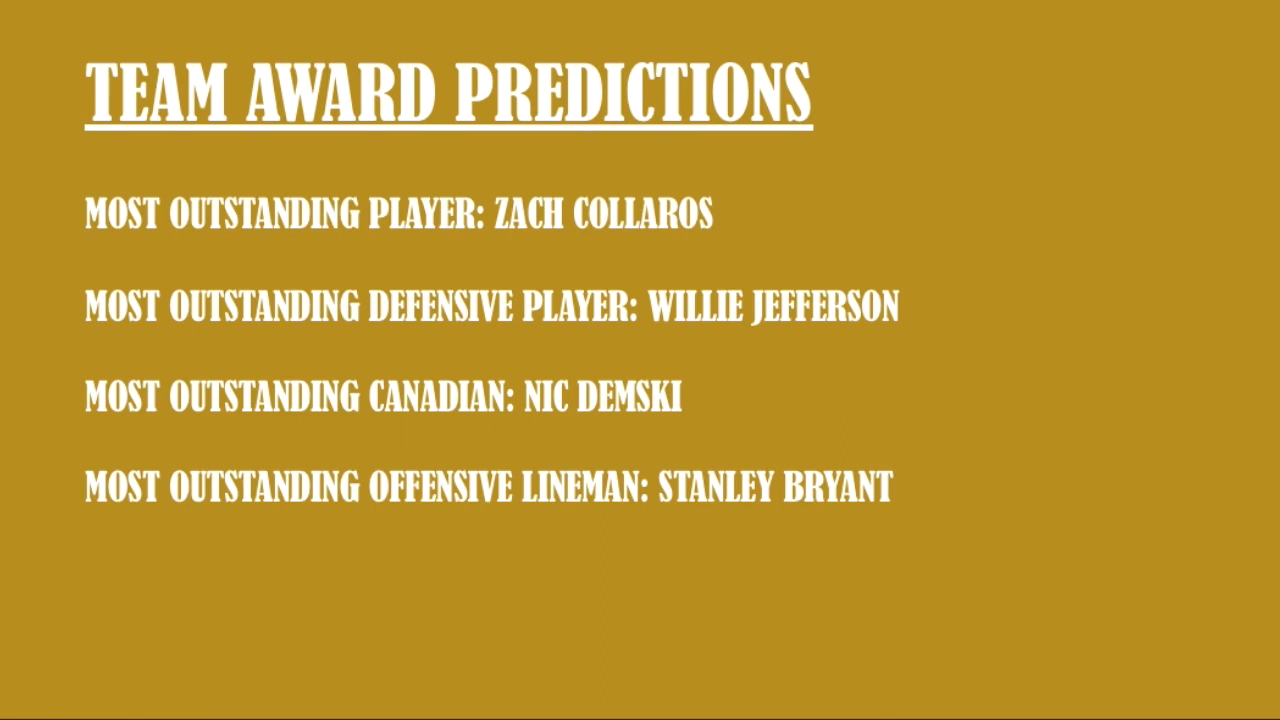 TEAM AWARD PREDICTIONS
MOST OUTSTANDING PLAYER: ZACH COLLAROS
MOST OUTSTANDING DEFENSIVE PLAYER: WILLIE JEFFERSON
MOST OUTSTANDING CANADIAN: NIC DEMSKI
MOST OUTSTANDING OFFENSIVE LINEMAN: STANLEY BRYANT